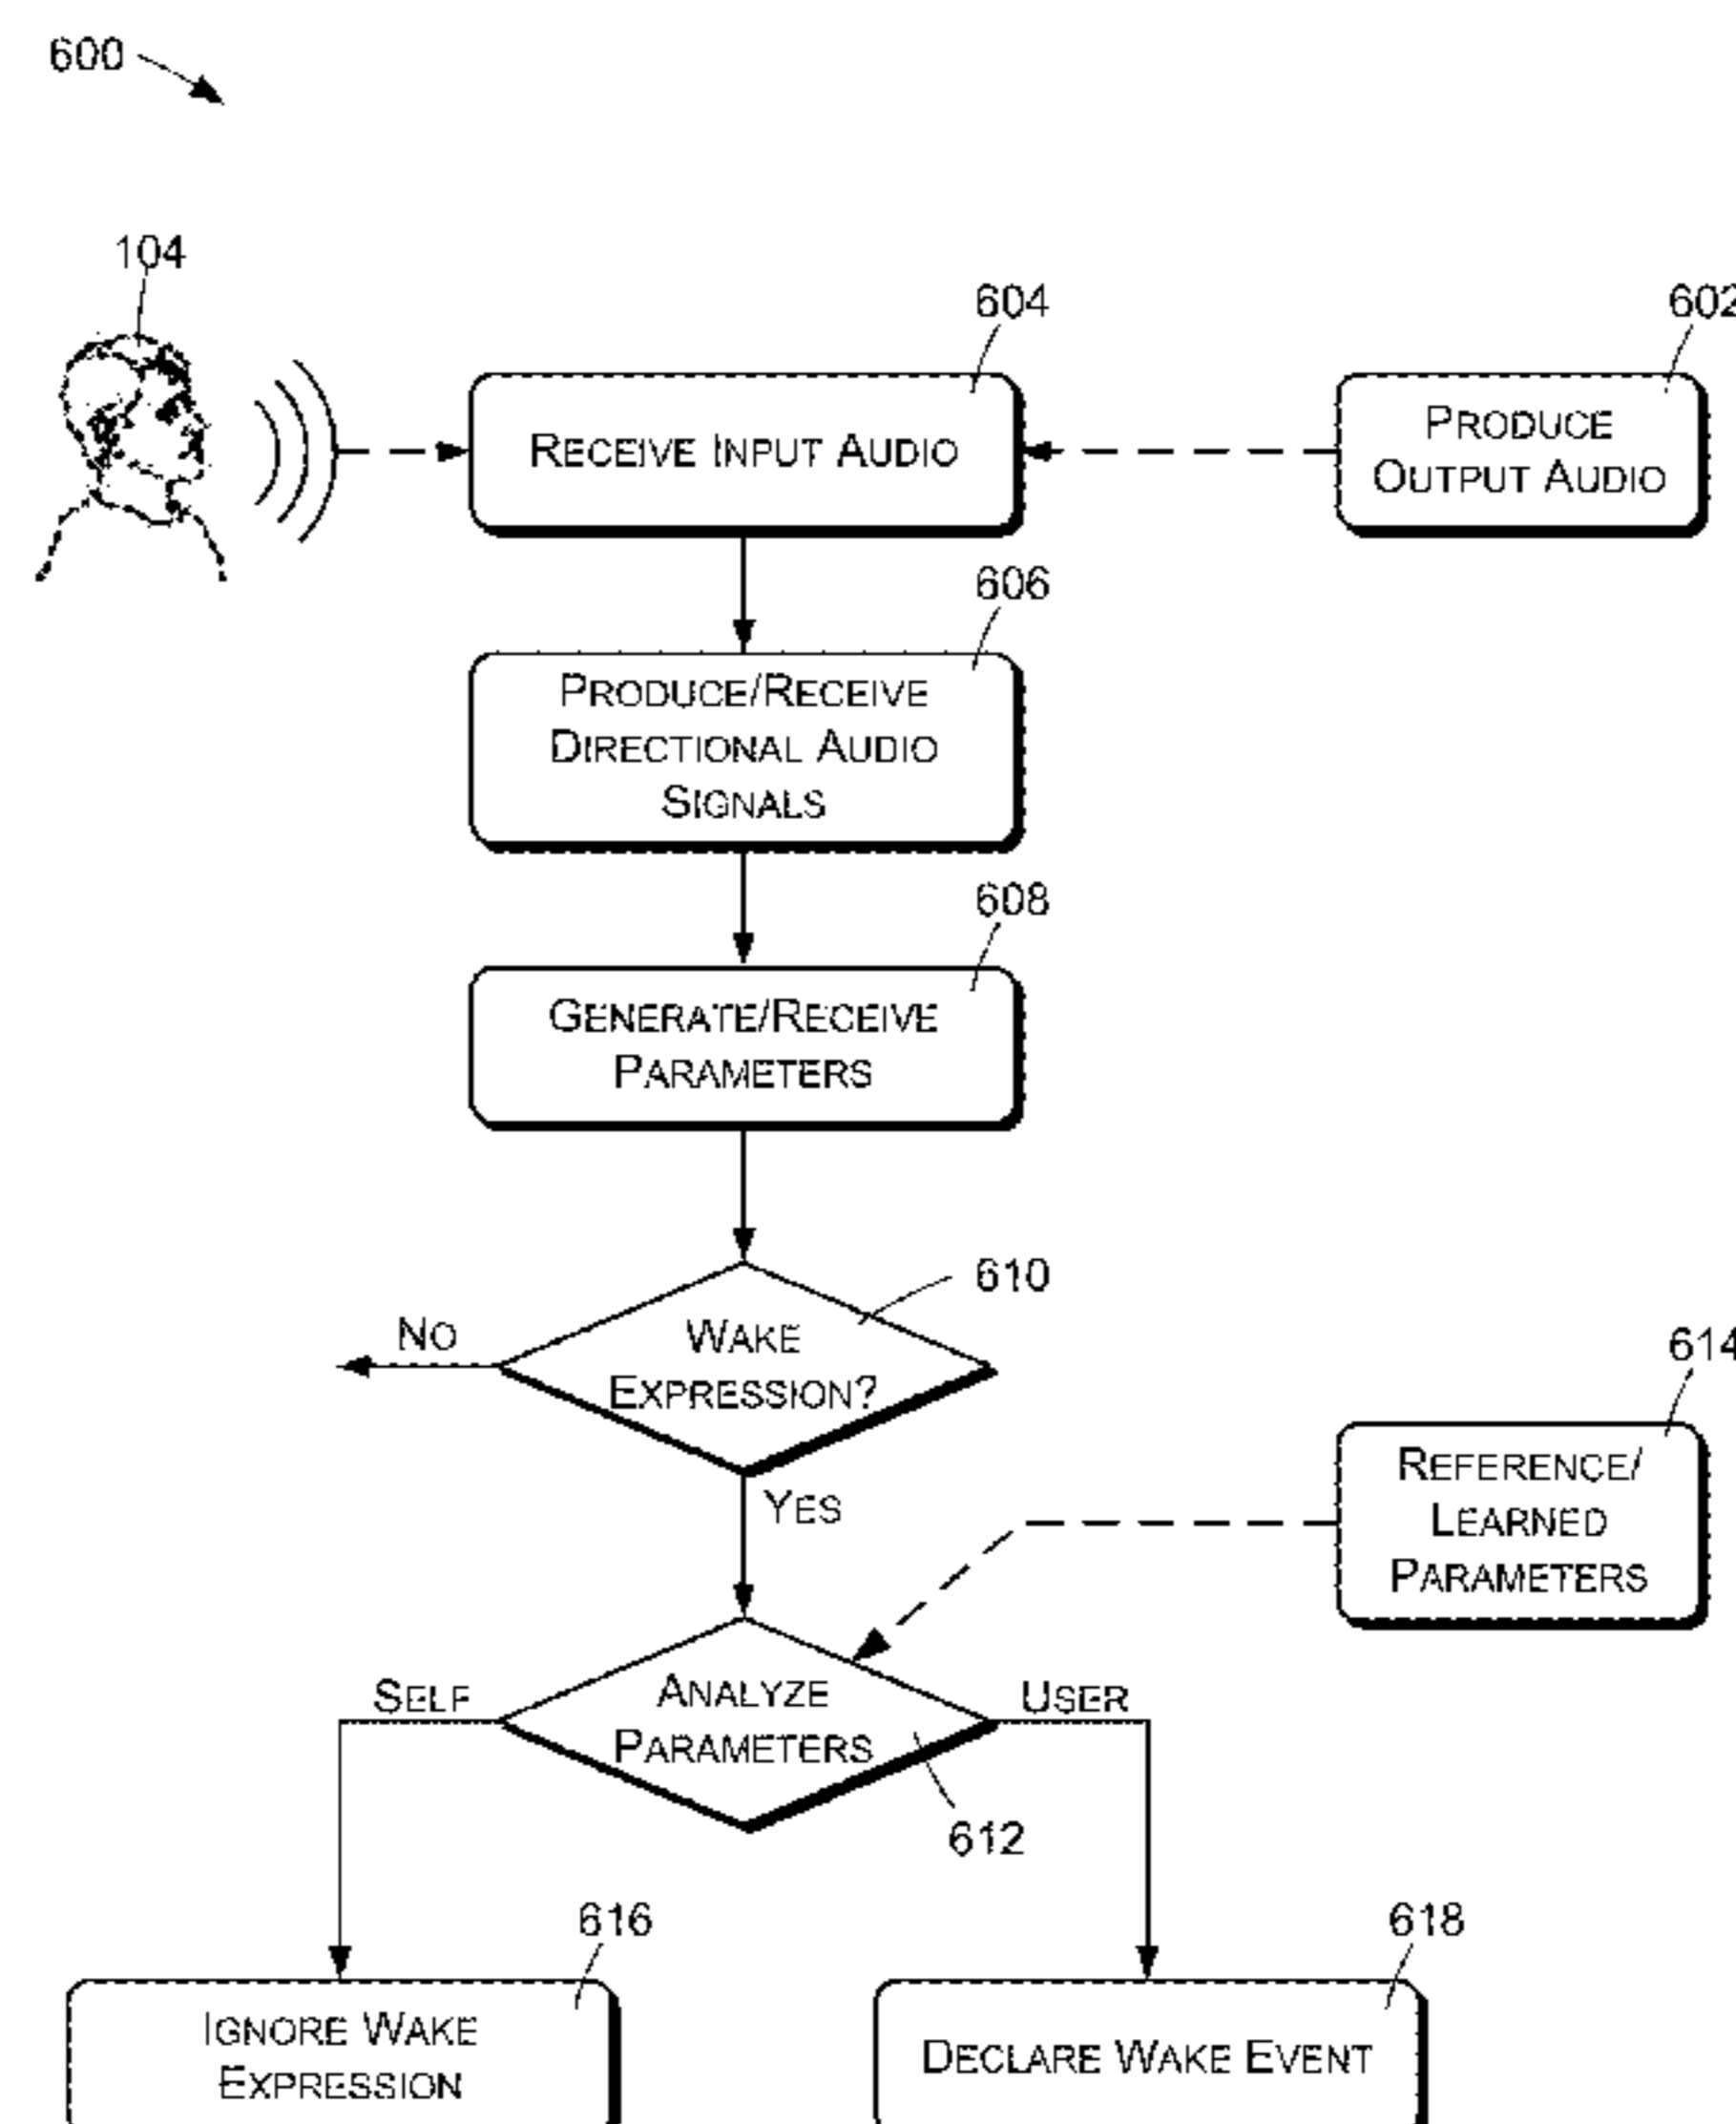 600
104
604
602
RECEIVE INPUT AUDIO
PRODUCE
OUTPUT AUDIO
606
PRODUCE/RECEIVE
DIRECTIONAL AUDIO
SIGNALS
608
GENERATE/RECEIVE
PARAMETERS
610
NO
WAKE
EXPRESSION?
614
YES
REFERENCE/
LEARNED
PARAMETERS
SELF
ANALYZE
PARAMETERS
USER
612
616
618
IGNORE WAKE
EXPRESSION
DECLARE WAKE EVENT